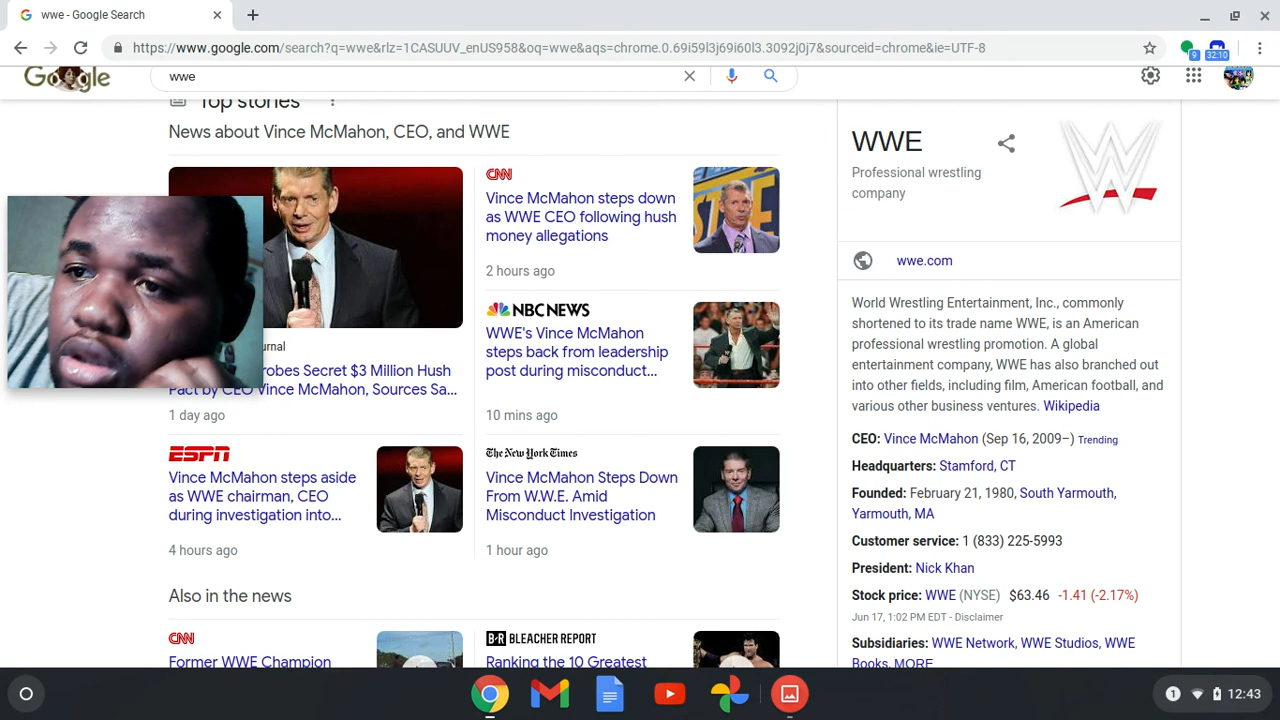 wwe - Google Search
https://www.google.com/search?q=wwe&rlz=1CASUUV_enUS958&oq=wwe&aqs=chrome.0.69i59l3j69i60l3.3092j0j7&sourceid=chrome&ie=UTF-8
9
32:10
Google
wwe
Top stories
News about Vince McMahon, CEO, and WWE
robes Secret $3 Million Hush
Pact by CEO Vince McMahon, Sources Sa...
1 day ago
CNN
Vince McMahon steps down
as WWE CEO following hush
money allegations
2 hours ago
NBC NEWS
WWE's Vince McMahon
steps back from leadership
post during misconduct...
10 mins ago
ESPN
Vince McMahon steps aside
as WWE chairman, CEO
during investigation into...
4 hours ago
The New York Times
Vince McMahon Steps Down
From W.W.E. Amid
Misconduct Investigation
1 hour ago
Also in the news
CNN
Former WWE Champion
B/R BLEACHER REPORT
Ranking the 10 Greatest
WWE
Professional wrestling
company
wwe.com
World Wrestling Entertainment, Inc., commonly
shortened to its trade name WWE, is an American
professional wrestling promotion. A global
entertainment company, WWE has also branched out
into other fields, including film, American football, and
various other business ventures. Wikipedia
CEO: Vince McMahon (Sep 16, 2009–) Trending
Headquarters: Stamford, CT
Founded: February 21, 1980, South Yarmouth,
Yarmouth, MA
Customer service: 1 (833) 225-5993
President: Nick Khan
Stock price: WWE (NYSE) $63.46 -1.41 (-2.17%)
Jun 17, 1:02 PM EDT - Disclaimer
Subsidiaries: WWE Network, WWE Studios, WWE
Books, MORE
1
12:43